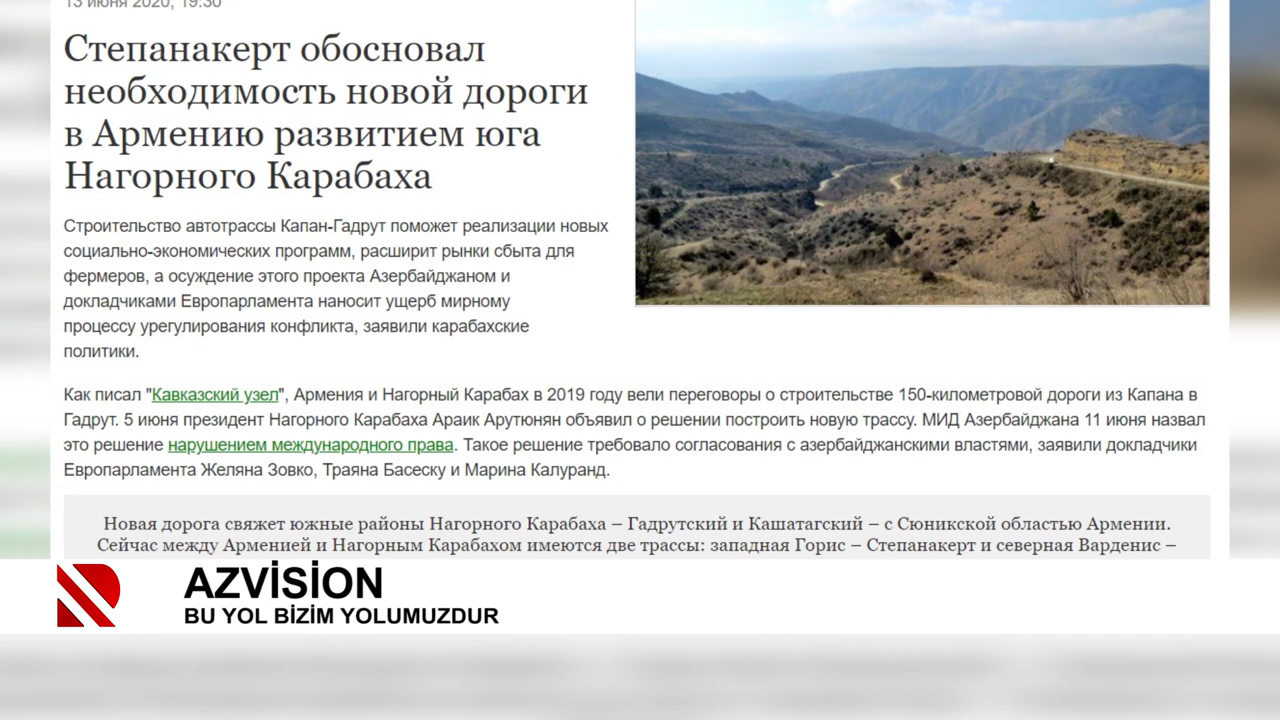 13 июня 2020, 19:30
Степанакерт обосновал
необходимость новой дороги
в Армению развитием юга
Нагорного Карабаха
Строительство автотрассы Капан-Гадрут поможет реализации новых
социально-экономических программ, расширит рынки сбыта для
фермеров, а осуждение этого проекта Азербайджаном и
докладчиками Европарламента наносит ущерб мирному
процессу урегулирования конфликта, заявили карабахские
политики.
Как писал "Кавказский узел", Армения и Нагорный Карабах в 2019 году вели переговоры о строительстве 150-километровой дороги из Капана в
Гадрут. 5 июня президент Нагорного Карабаха Араик Арутюнян объявил о решении построить новую трассу. МИД Азербайджана 11 июня назвал
это решение нарушением международного права. Такое решение требовало согласования с азербайджанскими властями, заявили докладчики
Европарламента Желяна Зовко, Траяна Басеску и Марина Калуранд.
Новая дорога свяжет южные районы Нагорного Карабаха – Гадрутский и Кашатагский – с Сюникской областью Армении.
Сейчас между Арменией и Нагорным Карабахом имеются две трассы: западная Горис – Степанакерт и северная Варденис –
AZVİSİON
BU YOL BİZİM YOLUMUZDUR